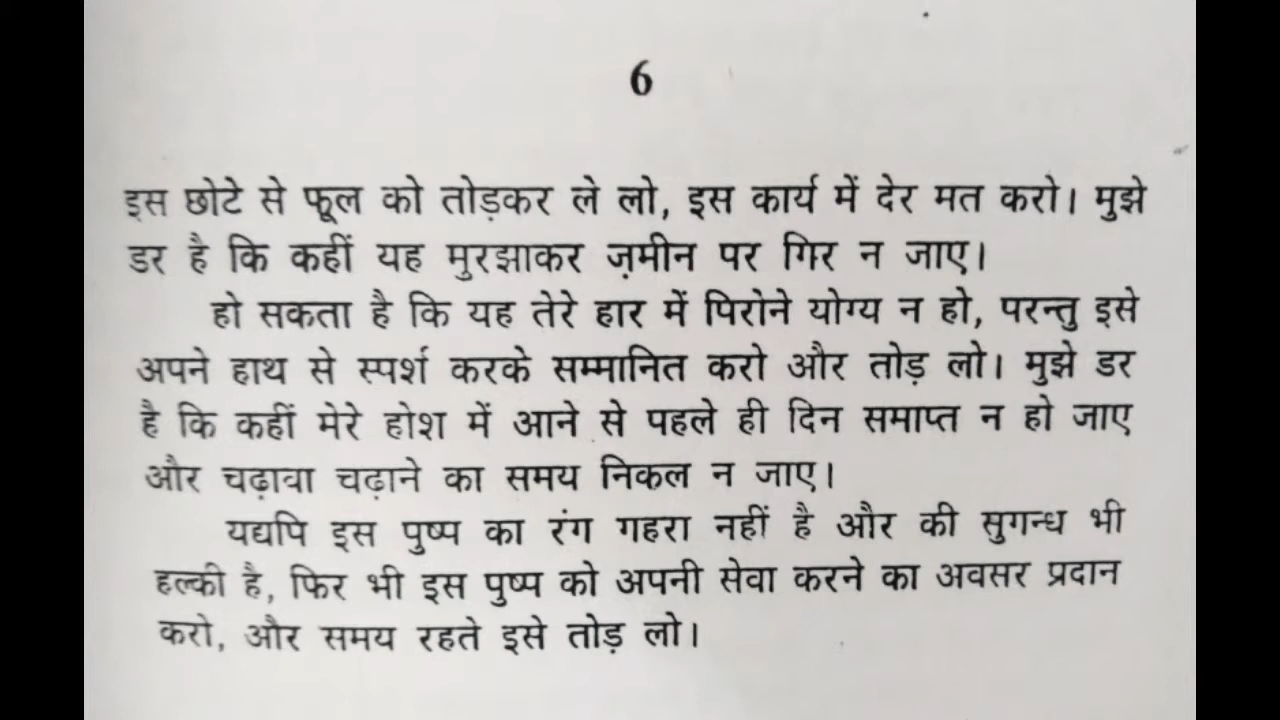 6
इस छोटे से फूल को तोड़कर ले लो, इस कार्य में देर मत करो। मुझे
डर है कि कहीं यह मुरझाकर ज़मीन पर गिर न जाए।
हो सकता है कि यह तेरे हार में पिरोने योग्य न हो, परन्तु इसे
अपने हाथ से स्पर्श करके सम्मानित करो और तोड़ लो। मुझे डर
है कि कहीं मेरे होश में आने से पहले ही दिन समाप्त न हो जाए
और चढ़ावा चढ़ाने का समय निकल न जाए।
यद्यपि इस पुष्प का रंग गहरा नहीं है और की सुगन्ध भी
हल्की है, फिर भी इस पुष्प को अपनी सेवा करने का अवसर प्रदान
करो, और समय रहते इसे तोड़ लो।